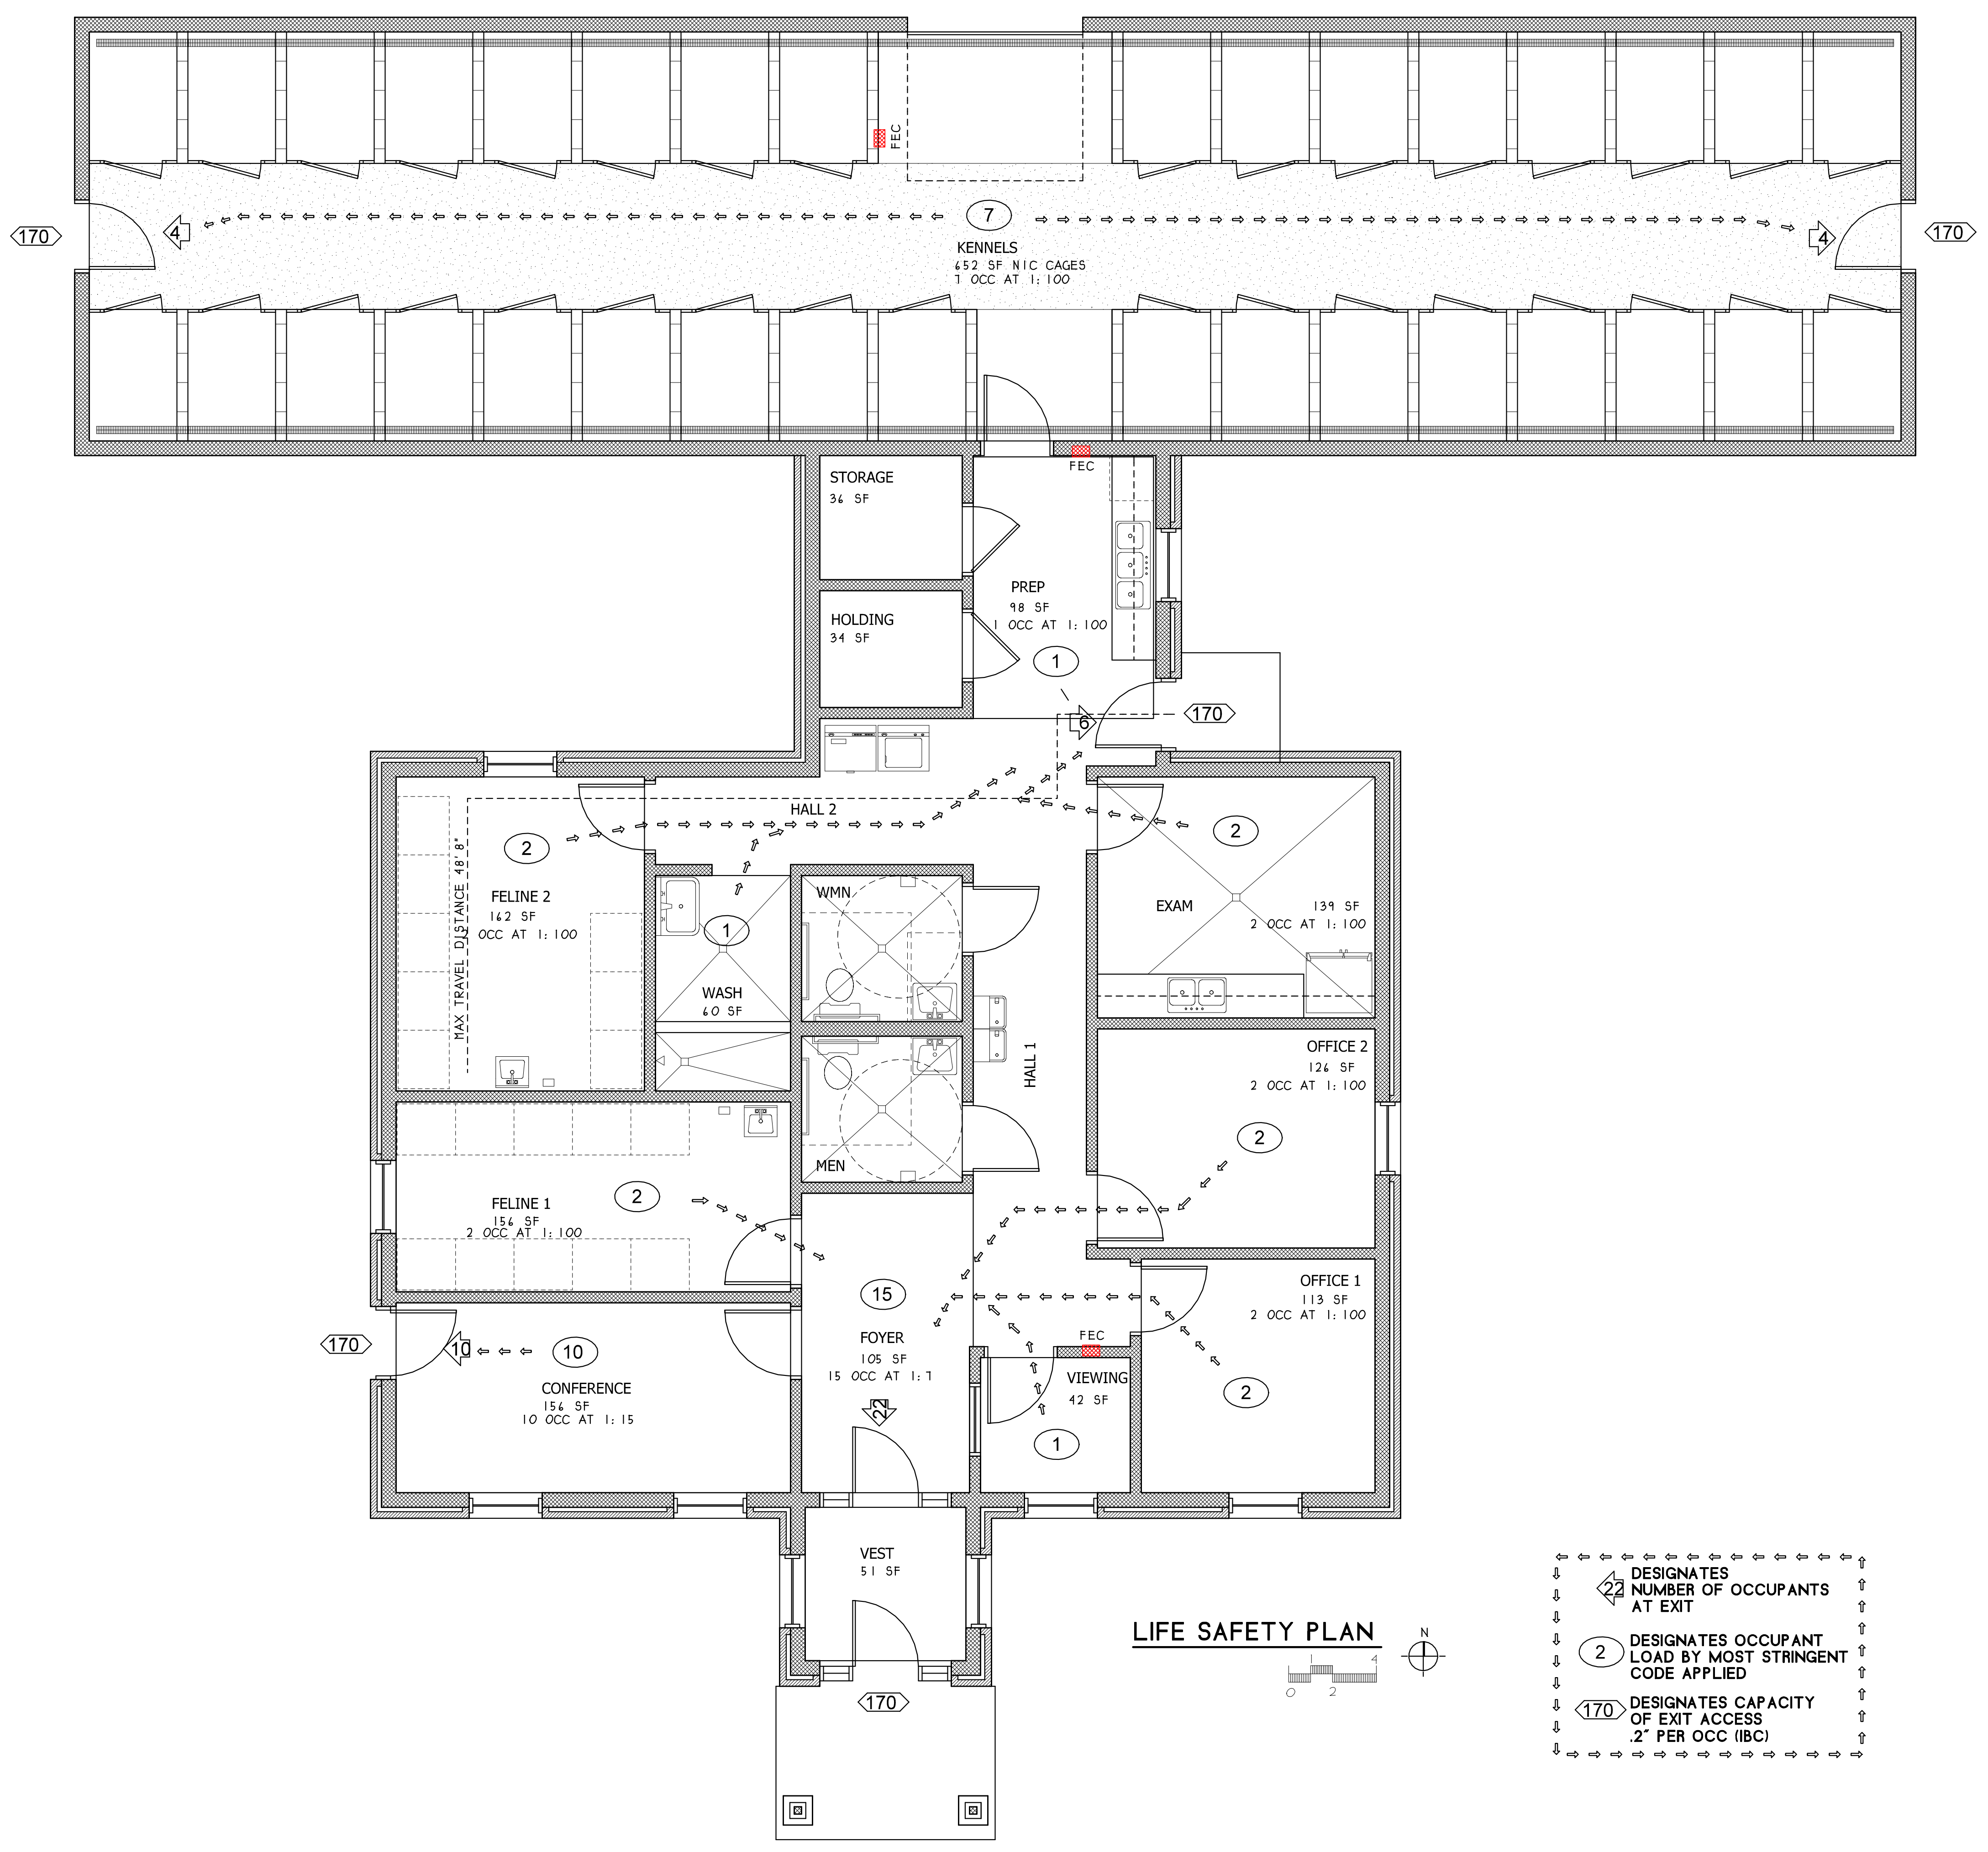 FEC
170
4
7
4
170
KENNELS
652 SF NIC CAGES
7 OCC AT 1:100
FEC
STORAGE
36 SF
PREP
98 SF
1 OCC AT 1:100
HOLDING
34 SF
1
6
170
HALL 2
2
FELINE 2
162 SF
2 OCC AT 1:100
MAX TRAVEL DISTANCE 48' 8"
1
WASH
60 SF
WMN
2
EXAM
139 SF
2 OCC AT 1:100
HALL 1
MEN
OFFICE 2
126 SF
2 OCC AT 1:100
2
2
FELINE 1
156 SF
2 OCC AT 1:100
15
FOYER
105 SF
15 OCC AT 1:7
22
OFFICE 1
113 SF
2 OCC AT 1:100
2
FEC
VIEWING
42 SF
1
170
10
10
CONFERENCE
156 SF
10 OCC AT 1:15
VEST
51 SF
170
LIFE SAFETY PLAN
N
1
4
0
2
22
DESIGNATES
NUMBER OF OCCUPANTS
AT EXIT
2
DESIGNATES OCCUPANT
LOAD BY MOST STRINGENT
CODE APPLIED
170
DESIGNATES CAPACITY
OF EXIT ACCESS
.2" PER OCC (IBC)